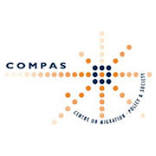 COMPAS
CENTRE ON MIGRATION, POLICY & SOCIETY